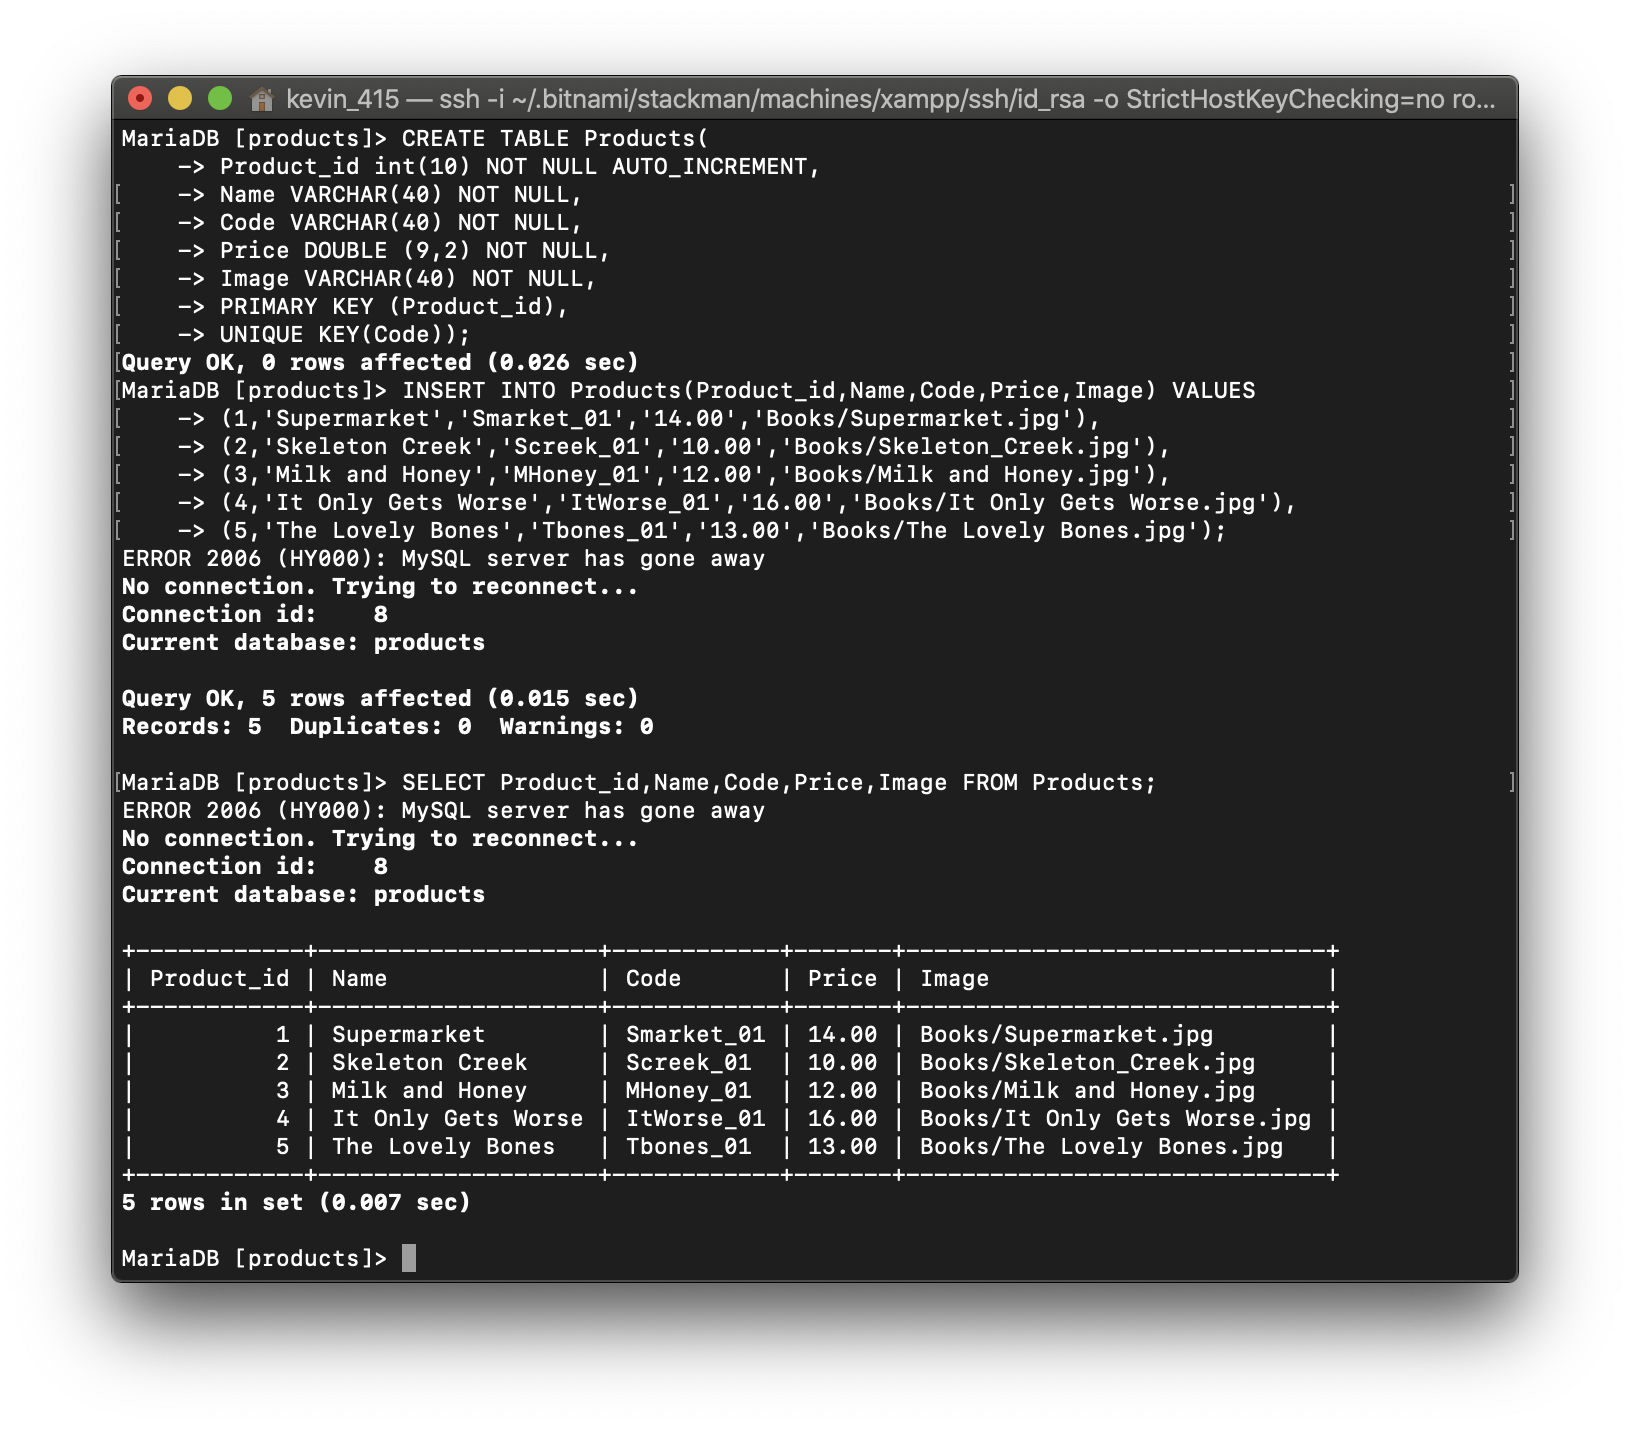 kevin_415 — ssh -i ~/.bitnami/stackman/machines/xampp/ssh/id_rsa -o StrictHostKeyChecking=no ro...
MariaDB [products]> CREATE TABLE Products(
    -> Product_id int(10) NOT NULL AUTO_INCREMENT,
[    -> Name VARCHAR(40) NOT NULL, ]
[    -> Code VARCHAR(40) NOT NULL, ]
[    -> Price DOUBLE (9,2) NOT NULL, ]
[    -> Image VARCHAR(40) NOT NULL, ]
[    -> PRIMARY KEY (Product_id), ]
[    -> UNIQUE KEY(Code)); ]
[Query OK, 0 rows affected (0.026 sec) ]
[MariaDB [products]> INSERT INTO Products(Product_id,Name,Code,Price,Image) VALUES ]
[    -> (1,'Supermarket','Smarket_01','14.00','Books/Supermarket.jpg'), ]
[    -> (2,'Skeleton Creek','Screek_01','10.00','Books/Skeleton_Creek.jpg'), ]
[    -> (3,'Milk and Honey','MHoney_01','12.00','Books/Milk and Honey.jpg'), ]
[    -> (4,'It Only Gets Worse','ItWorse_01','16.00','Books/It Only Gets Worse.jpg'), ]
[    -> (5,'The Lovely Bones','Tbones_01','13.00','Books/The Lovely Bones.jpg'); ]
ERROR 2006 (HY000): MySQL server has gone away
No connection. Trying to reconnect...
Connection id:    8
Current database: products
Query OK, 5 rows affected (0.015 sec)
Records: 5  Duplicates: 0  Warnings: 0
[MariaDB [products]> SELECT Product_id,Name,Code,Price,Image FROM Products; ]
ERROR 2006 (HY000): MySQL server has gone away
No connection. Trying to reconnect...
Connection id:    8
Current database: products
+------------+--------------------+------------+-------+------------------------------+
| Product_id | Name               | Code       | Price | Image                        |
+------------+--------------------+------------+-------+------------------------------+
|          1 | Supermarket        | Smarket_01 | 14.00 | Books/Supermarket.jpg        |
|          2 | Skeleton Creek     | Screek_01  | 10.00 | Books/Skeleton_Creek.jpg     |
|          3 | Milk and Honey     | MHoney_01  | 12.00 | Books/Milk and Honey.jpg     |
|          4 | It Only Gets Worse | ItWorse_01 | 16.00 | Books/It Only Gets Worse.jpg |
|          5 | The Lovely Bones   | Tbones_01  | 13.00 | Books/The Lovely Bones.jpg   |
+------------+--------------------+------------+-------+------------------------------+
5 rows in set (0.007 sec)
MariaDB [products]>